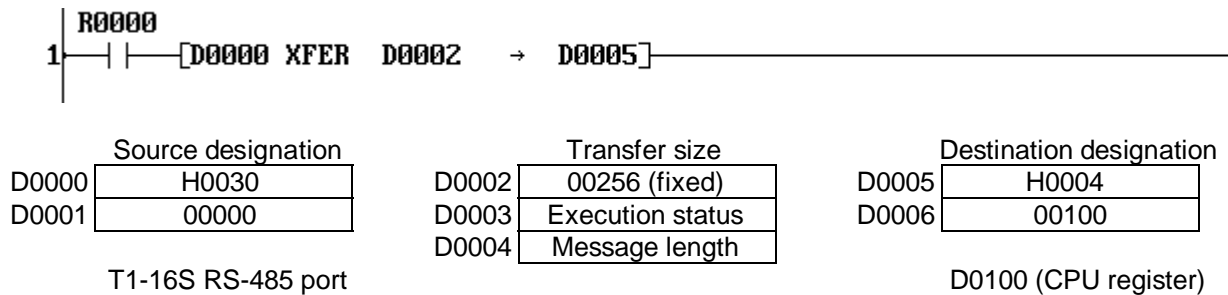 R0000
1 [D0000 XFER D0002 → D0005]
Source designation Transfer size Destination designation
D0000 H0030 D0002 00256 (fixed) D0005 H0004
D0001 00000 D0003 Execution status D0006 00100
D0004 Message length
T1-16S RS-485 port D0100 (CPU register)